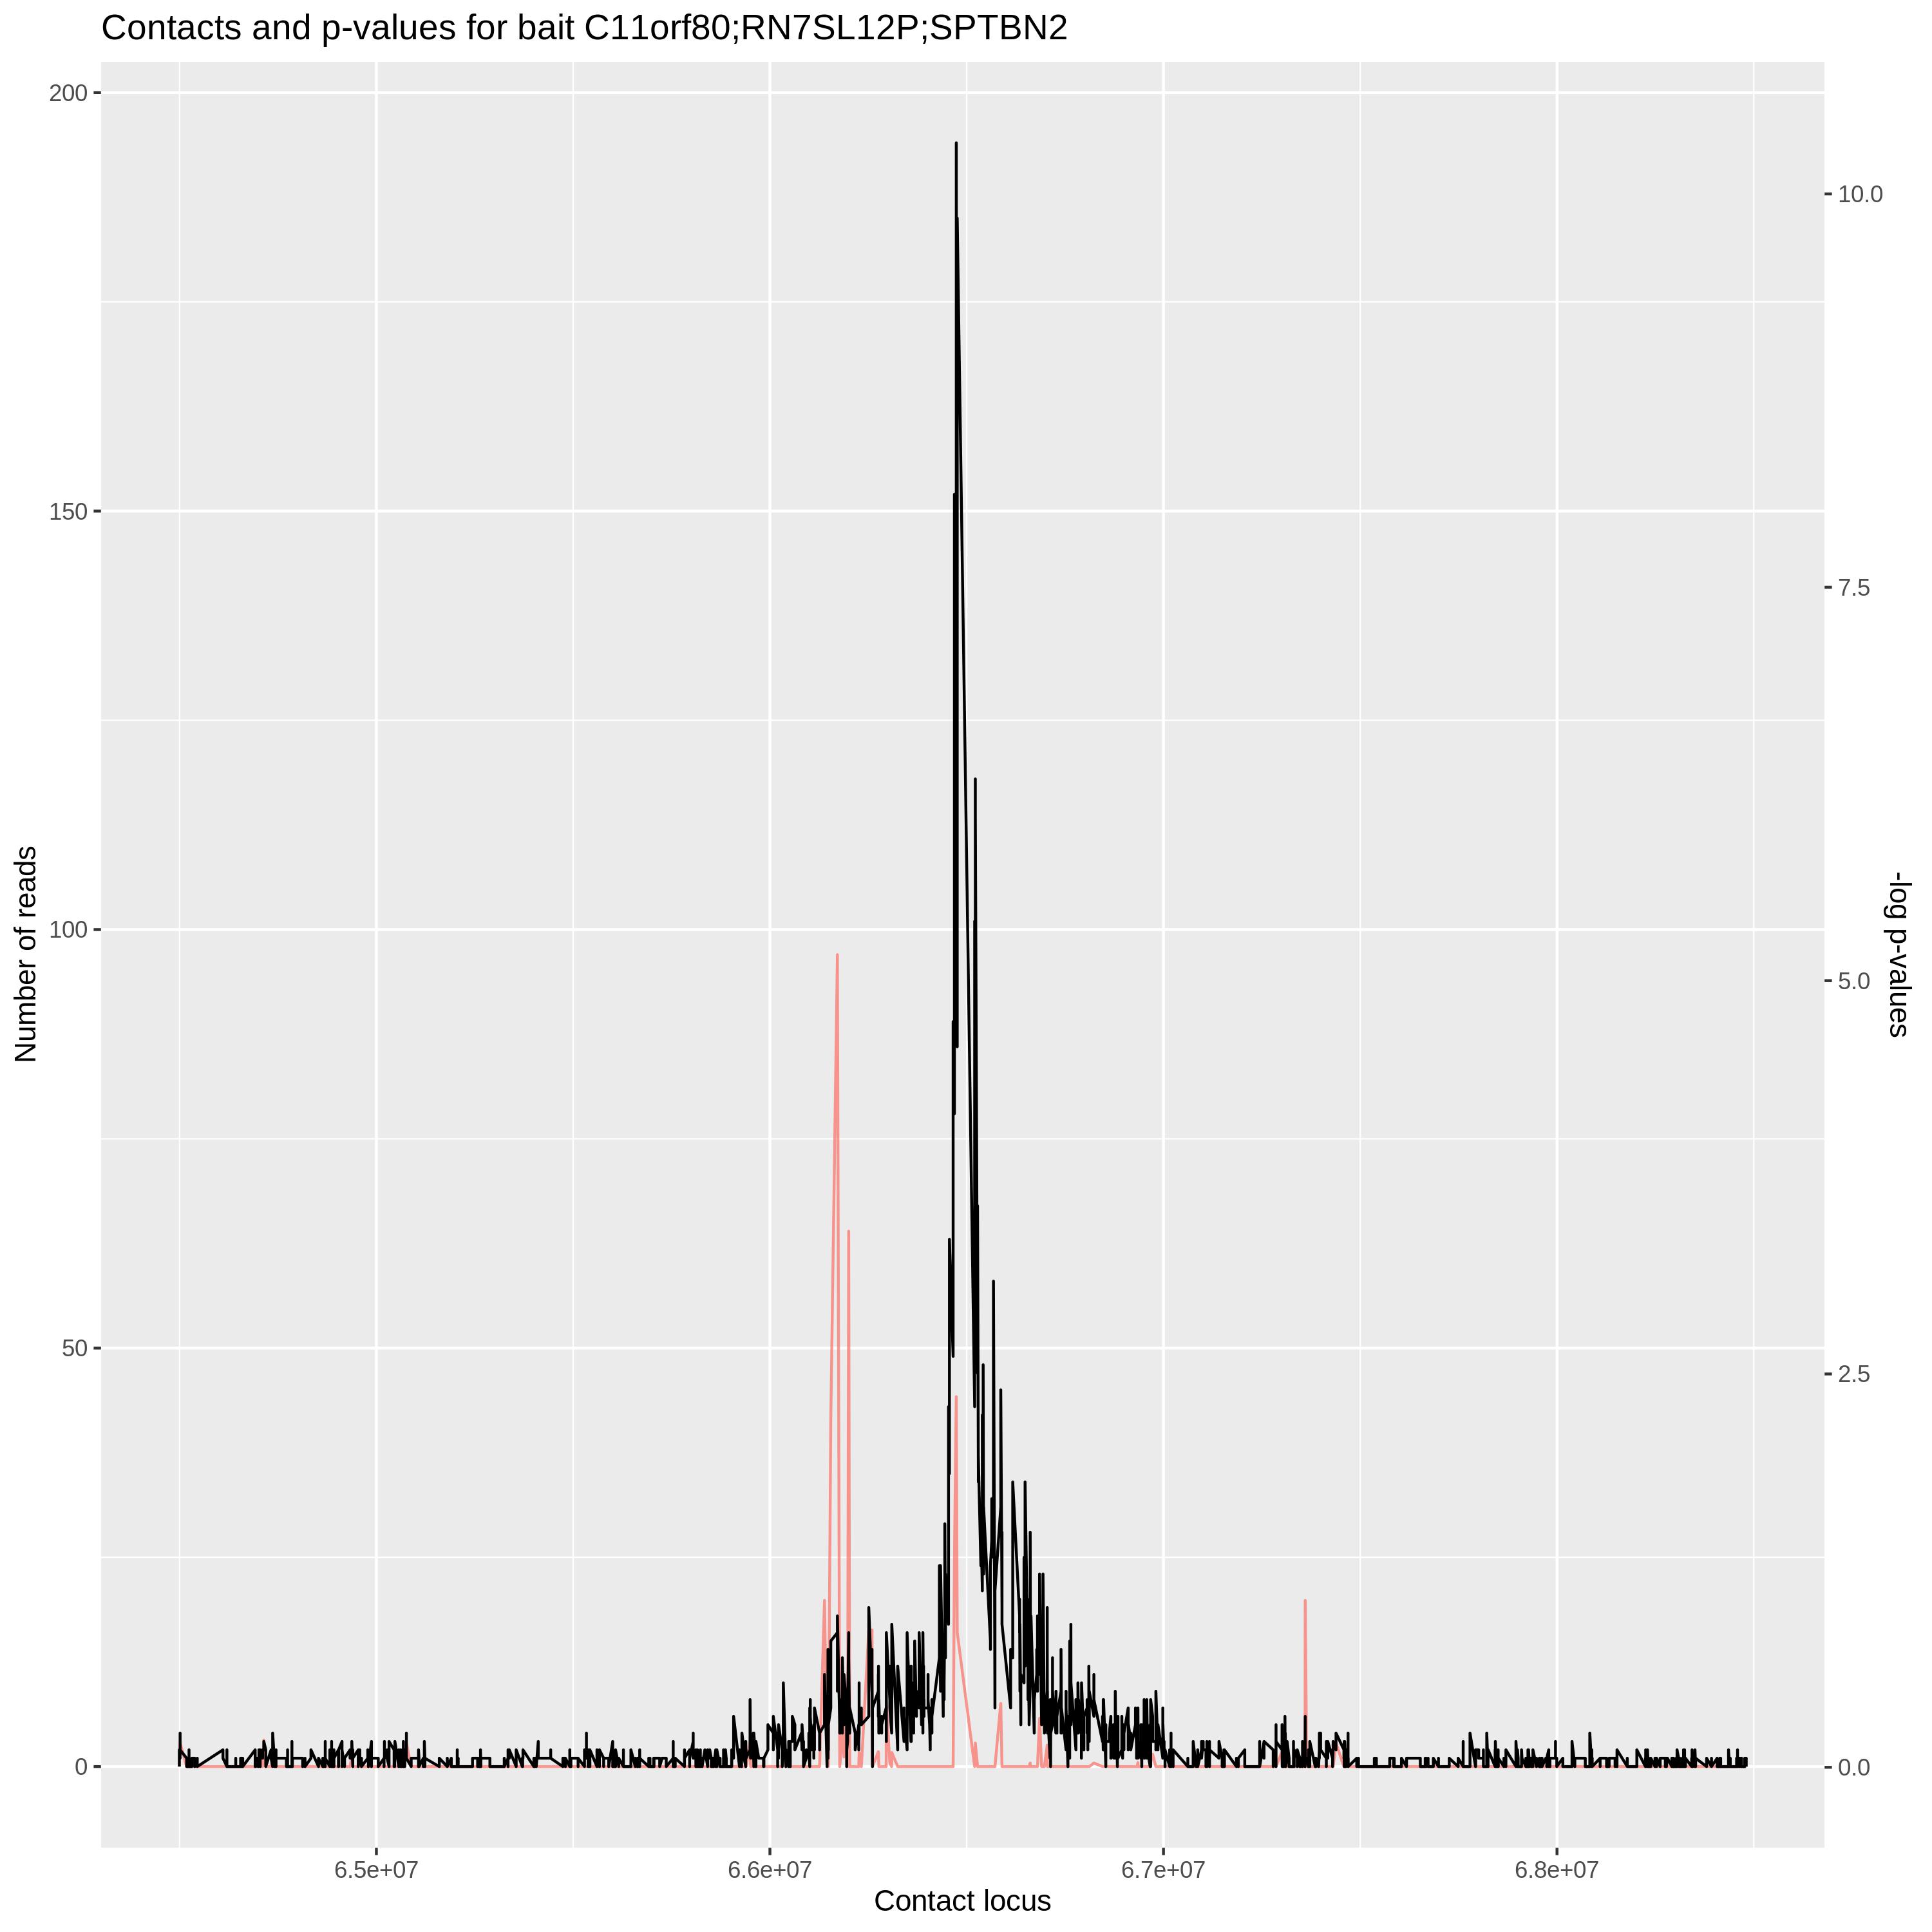 Contacts and p-values for bait C11orf80;RN7SL12P;SPTBN2
200
150
100
50
0
Number of reads
10.0
7.5
5.0
2.5
0.0
-log p-values
6.5e+07
6.6e+07
6.7e+07
6.8e+07
Contact locus